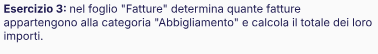 Esercizio 3: nel foglio "Fatture" determina quante fatture
appartengono alla categoria "Abbigliamento" e calcola il totale dei loro
importi.